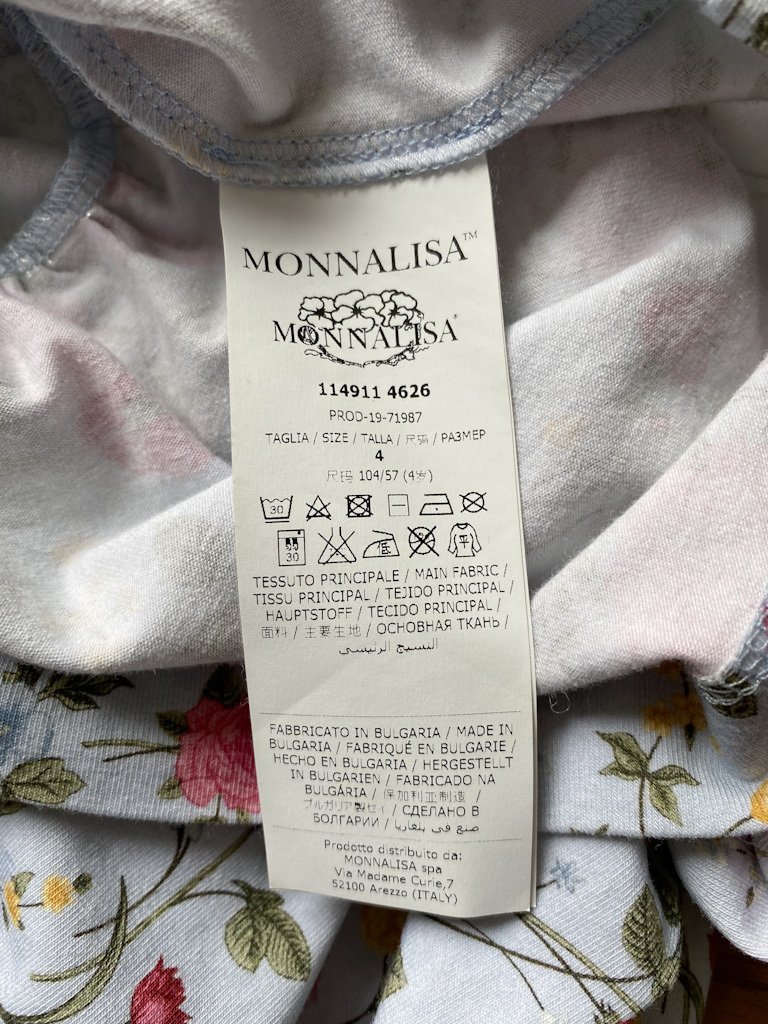 MONNALISA™
MONNALISA®
114911 4626
PROD-19-71987
TAGLIA / SIZE / TALLA / 尺码 / РАЗМЕР
4
尺码 104/57 (4岁)
30
30
低
平
TESSUTO PRINCIPALE / MAIN FABRIC /
TISSU PRINCIPAL / TEJIDO PRINCIPAL /
HAUPTSTOFF / TECIDO PRINCIPAL /
面料 / 主要生地 / ОСНОВНАЯ ТКАНЬ /
النسيج الرئيسي
FABBRICATO IN BULGARIA / MADE IN
BULGARIA / FABRIQUÉ EN BULGARIE /
HECHO EN BULGARIA / HERGESTELLT
IN BULGARIEN / FABRICADO NA
BULGÁRIA / 保加利亚制造 /
ブルガリア製セイ / СДЕЛАНО В
БОЛГАРИИ / صنع في بلغاريا
Prodotto distribuito da:
MONNALISA spa
Via Madame Curie,7
52100 Arezzo (ITALY)